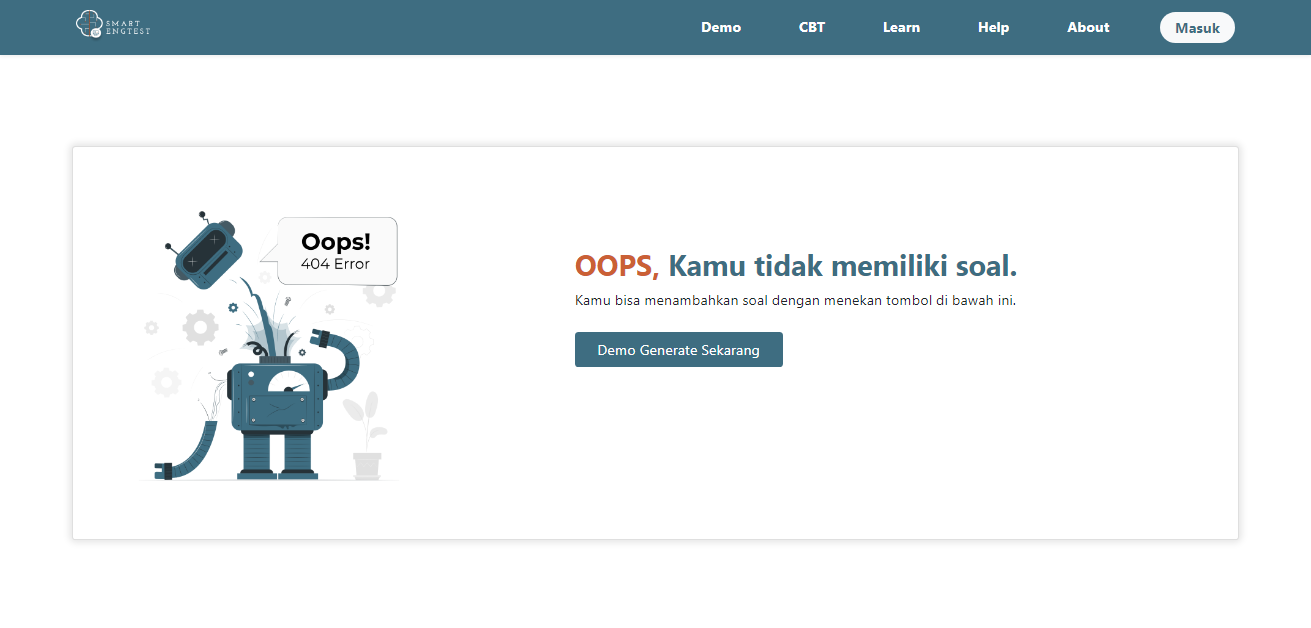 SMART
ENGTEST
Demo
CBT
Learn
Help
About
Masuk
Oops!
404 Error
OOPS, Kamu tidak memiliki soal.
Kamu bisa menambahkan soal dengan menekan tombol di bawah ini.
Demo Generate Sekarang